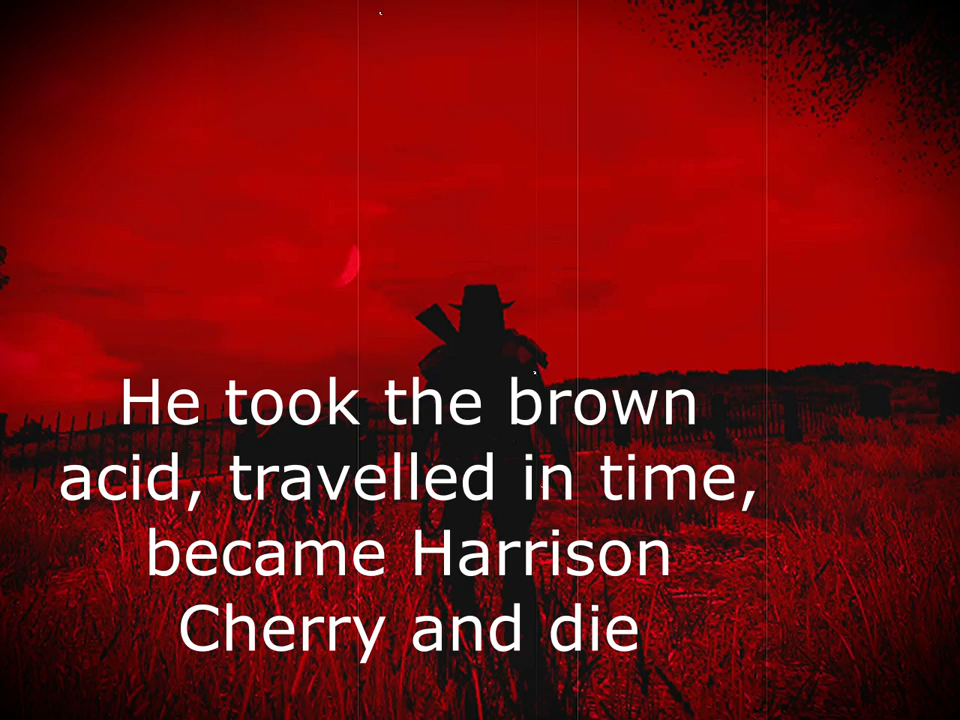 He took the brown
acid, travelled in time,
became Harrison
Cherry and die